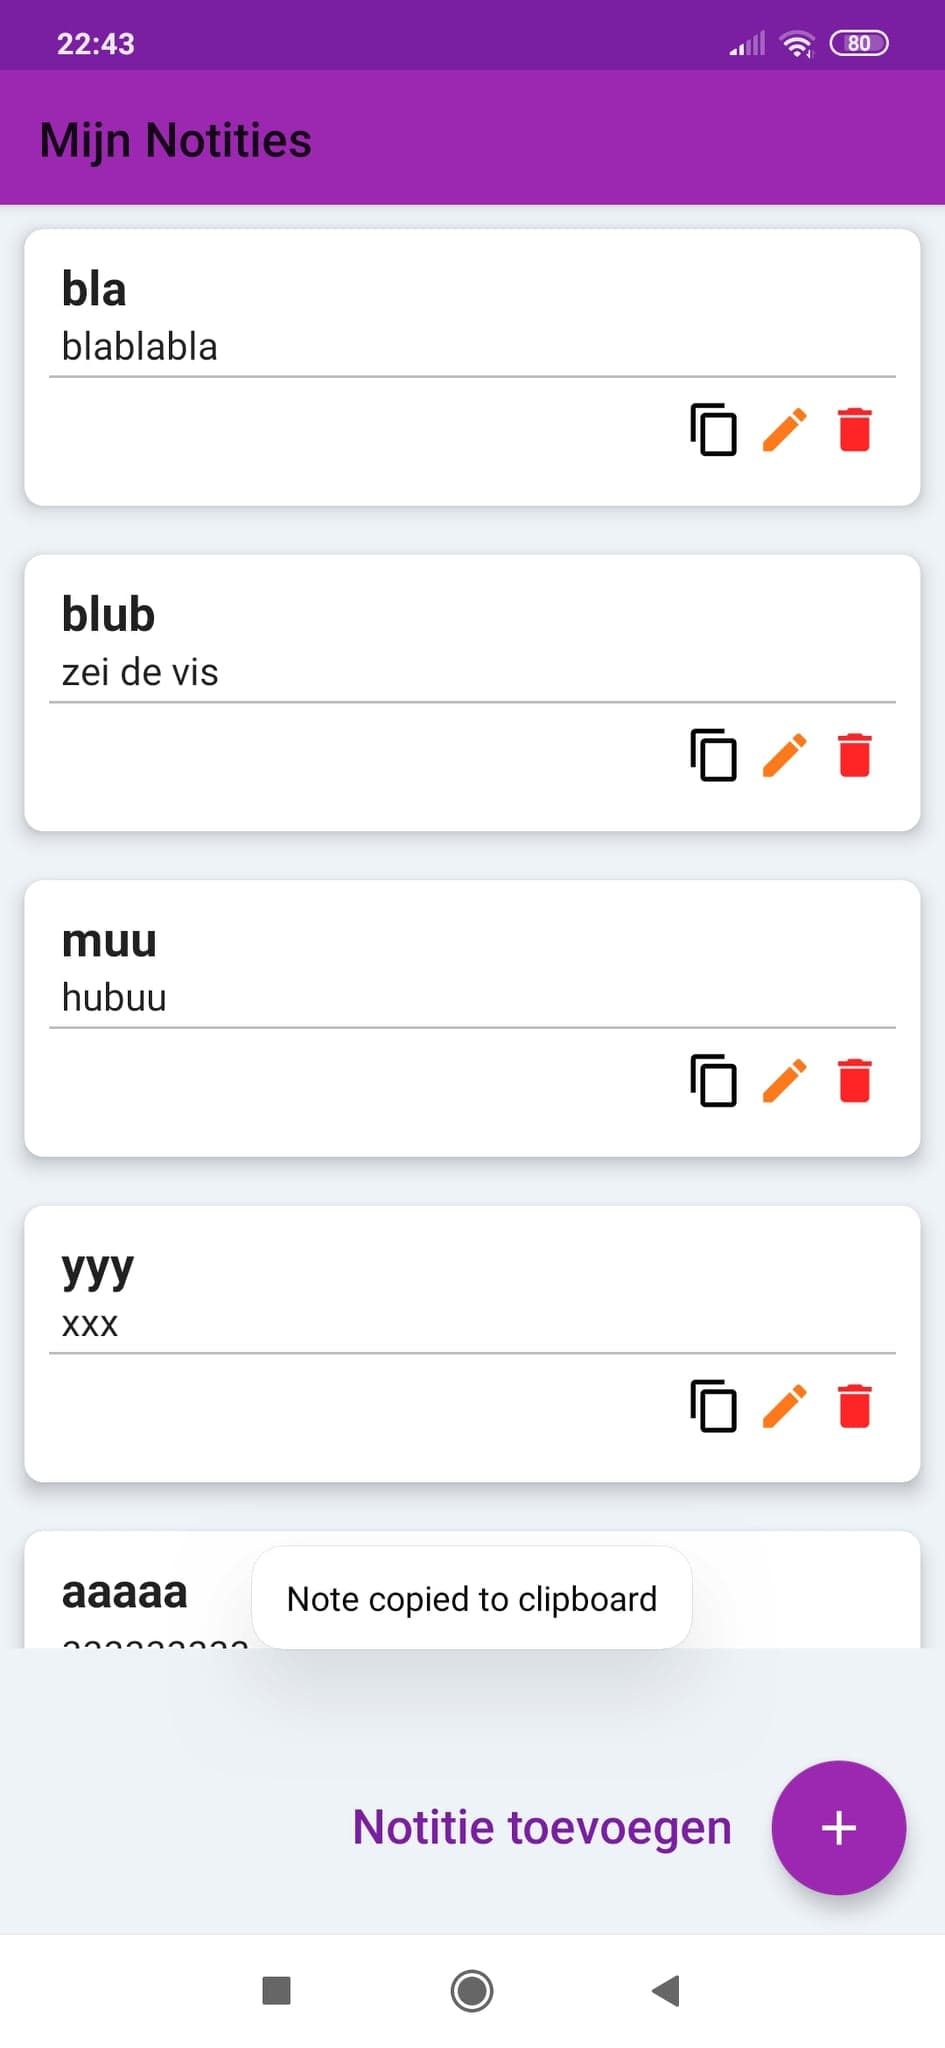 22:43
80
Mijn Notities
bla
blablabla
blub
zei de vis
muu
hubuu
yyy
xxx
aaaaa
Note copied to clipboard
Notitie toevoegen